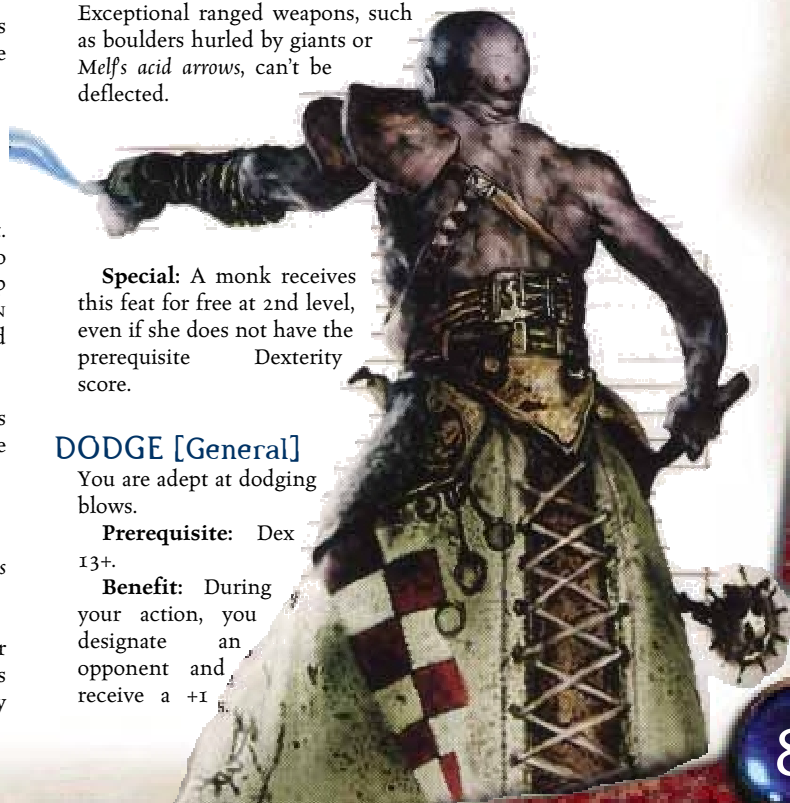 Exceptional ranged weapons, such
as boulders hurled by giants or
Melf's acid arrows, can't be
deflected.
Special: A monk receives
this feat for free at 2nd level,
even if she does not have the
prerequisite Dexterity
score.
DODGE [General]
You are adept at dodging
blows.
Prerequisite: Dex
13+.
Benefit: During
your action, you
designate an
opponent and
receive a +1